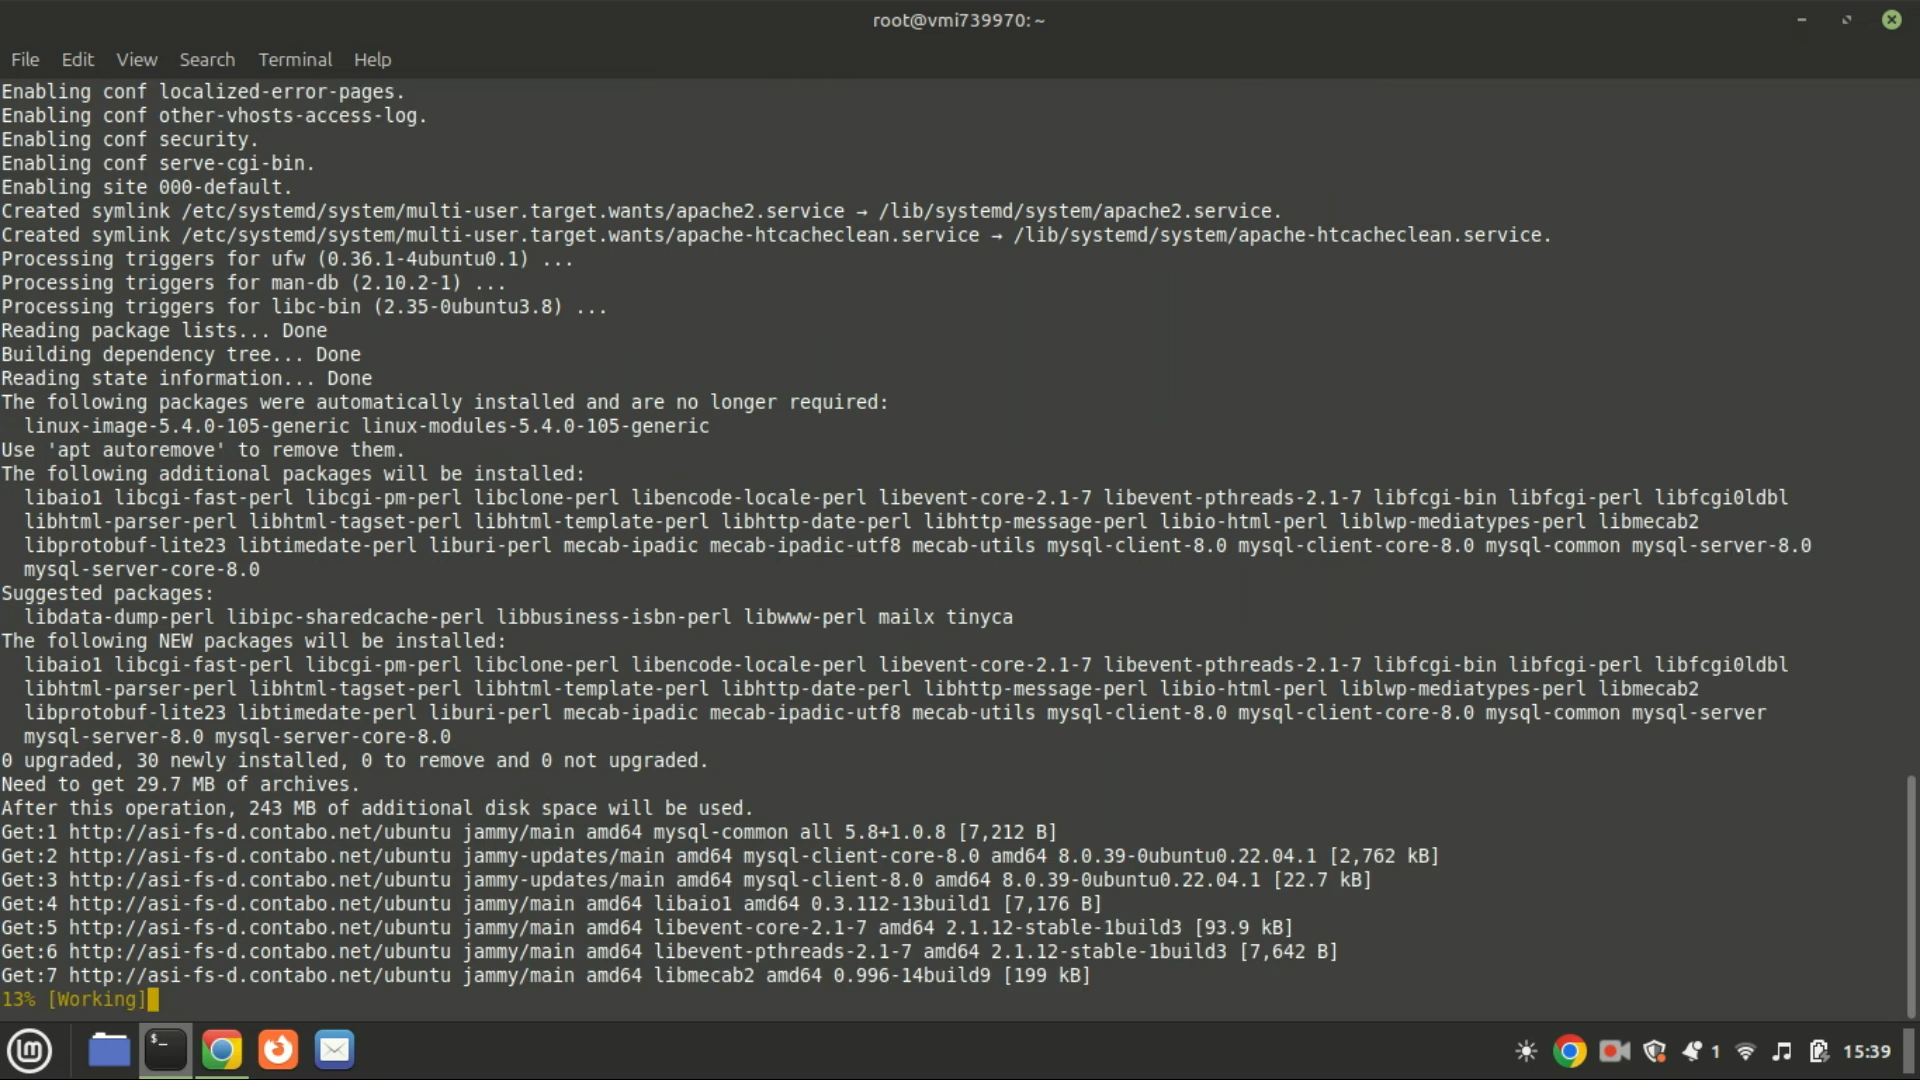 root@vmi739970: ~
File Edit View Search Terminal Help
Enabling conf localized-error-pages.
Enabling conf other-vhosts-access-log.
Enabling conf security.
Enabling conf serve-cgi-bin.
Enabling site 000-default.
Created symlink /etc/systemd/system/multi-user.target.wants/apache2.service → /lib/systemd/system/apache2.service.
Created symlink /etc/systemd/system/multi-user.target.wants/apache-htcacheclean.service → /lib/systemd/system/apache-htcacheclean.service.
Processing triggers for ufw (0.36.1-4ubuntu0.1) ...
Processing triggers for man-db (2.10.2-1) ...
Processing triggers for libc-bin (2.35-0ubuntu3.8) ...
Reading package lists... Done
Building dependency tree... Done
Reading state information... Done
The following packages were automatically installed and are no longer required:
linux-image-5.4.0-105-generic linux-modules-5.4.0-105-generic
Use 'apt autoremove' to remove them.
The following additional packages will be installed:
libaio1 libcgi-fast-perl libcgi-pm-perl libclone-perl libencode-locale-perl libevent-core-2.1-7 libevent-pthreads-2.1-7 libfcgi-bin libfcgi-perl libfcgi0ldbl
libhtml-parser-perl libhtml-tagset-perl libhtml-template-perl libhttp-date-perl libhttp-message-perl libio-html-perl liblwp-mediatypes-perl libmecab2
libprotobuf-lite23 libtimedate-perl liburi-perl mecab-ipadic mecab-ipadic-utf8 mecab-utils mysql-client-8.0 mysql-client-core-8.0 mysql-common mysql-server-8.0
mysql-server-core-8.0
Suggested packages:
libdata-dump-perl libipc-sharedcache-perl libbusiness-isbn-perl libwww-perl mailx tinyca
The following NEW packages will be installed:
libaio1 libcgi-fast-perl libcgi-pm-perl libclone-perl libencode-locale-perl libevent-core-2.1-7 libevent-pthreads-2.1-7 libfcgi-bin libfcgi-perl libfcgi0ldbl
libhtml-parser-perl libhtml-tagset-perl libhtml-template-perl libhttp-date-perl libhttp-message-perl libio-html-perl liblwp-mediatypes-perl libmecab2
libprotobuf-lite23 libtimedate-perl liburi-perl mecab-ipadic mecab-ipadic-utf8 mecab-utils mysql-client-8.0 mysql-client-core-8.0 mysql-common mysql-server
mysql-server-8.0 mysql-server-core-8.0
0 upgraded, 30 newly installed, 0 to remove and 0 not upgraded.
Need to get 29.7 MB of archives.
After this operation, 243 MB of additional disk space will be used.
Get:1 http://asi-fs-d.contabo.net/ubuntu jammy/main amd64 mysql-common all 5.8+1.0.8 [7,212 B]
Get:2 http://asi-fs-d.contabo.net/ubuntu jammy-updates/main amd64 mysql-client-core-8.0 amd64 8.0.39-0ubuntu0.22.04.1 [2,762 kB]
Get:3 http://asi-fs-d.contabo.net/ubuntu jammy-updates/main amd64 mysql-client-8.0 amd64 8.0.39-0ubuntu0.22.04.1 [22.7 kB]
Get:4 http://asi-fs-d.contabo.net/ubuntu jammy/main amd64 libaio1 amd64 0.3.112-13build1 [7,176 B]
Get:5 http://asi-fs-d.contabo.net/ubuntu jammy/main amd64 libevent-core-2.1-7 amd64 2.1.12-stable-1build3 [93.9 kB]
Get:6 http://asi-fs-d.contabo.net/ubuntu jammy/main amd64 libevent-pthreads-2.1-7 amd64 2.1.12-stable-1build3 [7,642 B]
Get:7 http://asi-fs-d.contabo.net/ubuntu jammy/main amd64 libmecab2 amd64 0.996-14build9 [199 kB]
13% [Working]
$_
1 15:39